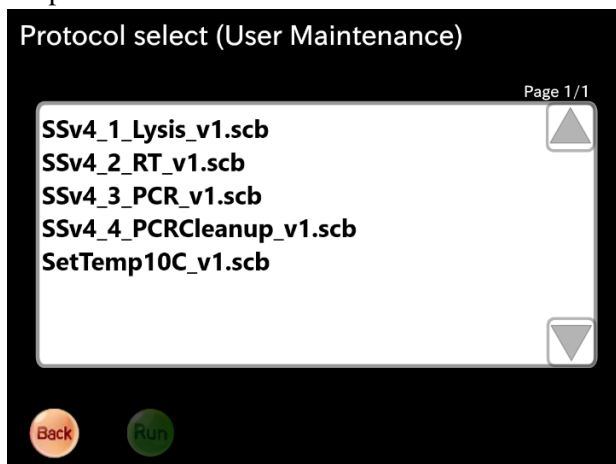 Protocol select (User Maintenance)
Page 1/1
SSv4_1_Lysis_v1.scb
SSv4_2_RT_v1.scb
SSv4_3_PCR_v1.scb
SSv4_4_PCRCleanup_v1.scb
SetTemp10C_v1.scb
Back
Run